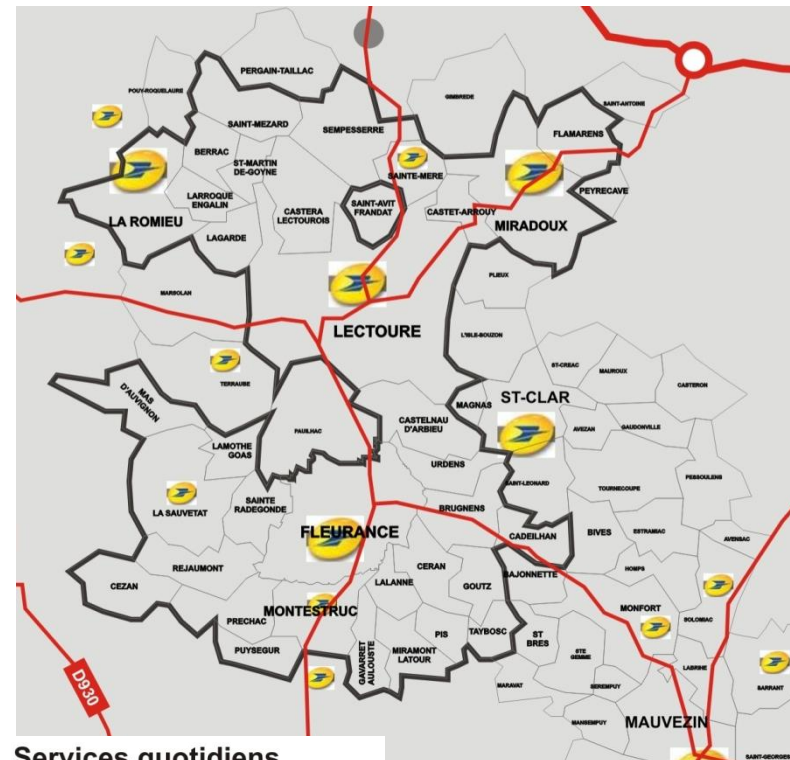 PERGAIN-TAILLAC
POUY-ROQUELAURE
GIMBREDE
SAINT-ANTOINE
SAINT-MEZARD
SEMPESSERRE
FLAMARENS
BERRAC
ST-MARTIN
DE-GOYNE
SAINTE-MERE
PEYRECAVE
LARROQUE
ENGALIN
SAINT-AVIT
FRANDAT
CASTERA
LECTOUROIS
CASTET-ARROUY
LA ROMIEU
MIRADOUX
LAGARDE
PLIEUX
MARSOLAN
LECTOURE
L'ISLE-BOUZON
ST-CREAC
MAUROUX
CASTERON
TERRAUBE
MAS
D'AUVIGNON
MAGNAS
ST-CLAR
CASTELNAU
D'ARBIEU
PAUILHAC
AVEZAN
GAUDONVILLE
LAMOTHE
GOAS
URDENS
SAINT-LEONARD
PESSOULENS
TOURNECOUPE
LA SAUVETAT
SAINTE
RADEGONDE
BRUGNENS
FLEURANCE
CADEILHAN
BIVES
ESTRAMIAC
AVENSAC
REJAUMONT
CERAN
BAJONNETTE
HOMPS
CEZAN
LALANNE
GOUTZ
MONTESTRUC
MONFORT
SOLOMIAC
PRECHAC
PIS
TAYBOSC
ST
BRES
STE
GEMME
PUYSEGUR
GAVARRET
AULOUSTE
MIRAMONT
LATOUR
LABRIHE
SARRANT
MARAVAT
SEREMPUY
D930
MANSEMPUY
MAUVEZIN
SAINT-GEORGES
Services quotidiens